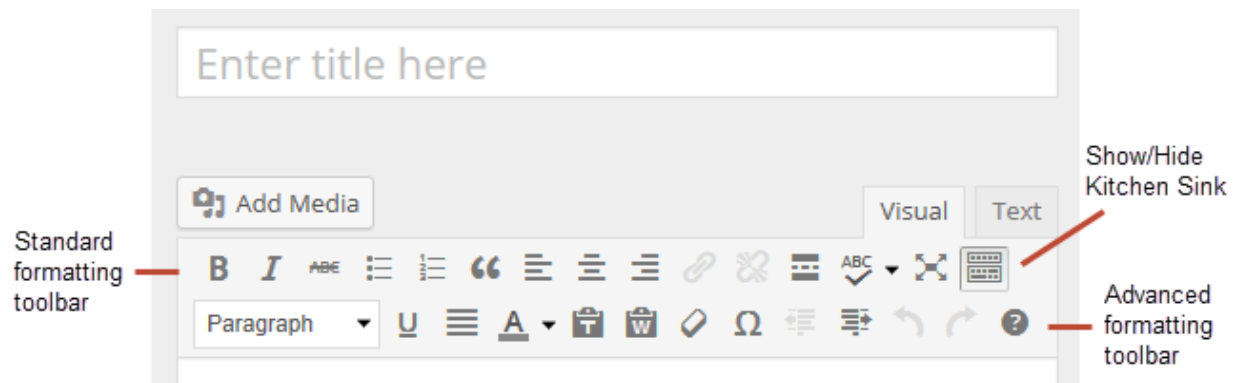 Enter title here
Show/Hide
Kitchen Sink
Add Media
Visual Text
Standard
formatting
toolbar
B I ABE “ ABC
Paragraph U A T W Ω ?
Advanced
formatting
toolbar